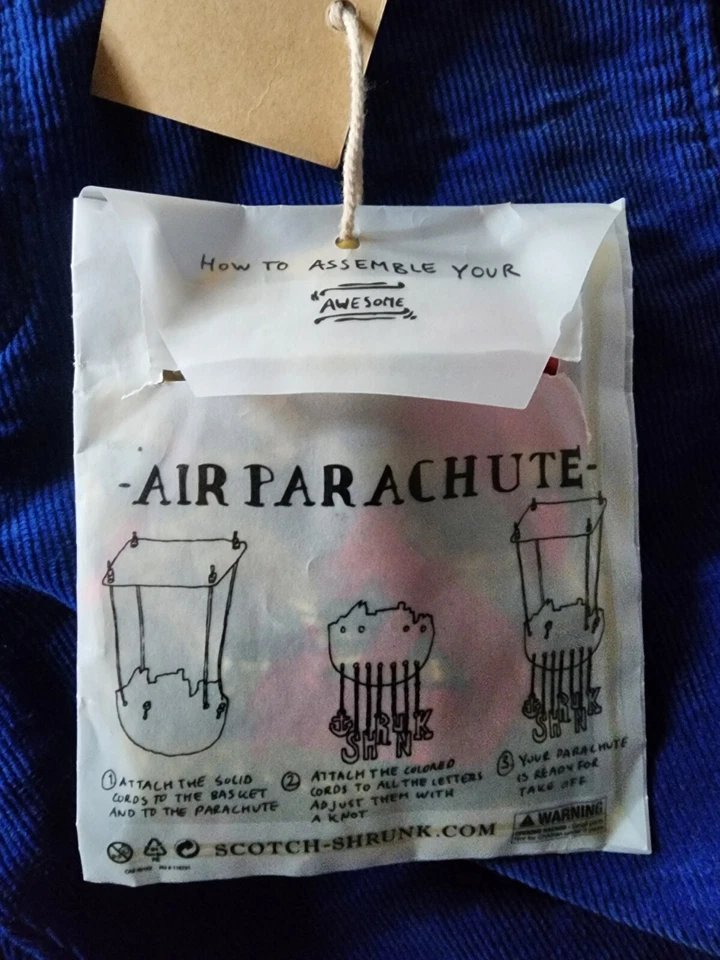 HOW TO ASSEMBLE YOUR
"AWESOME"
-AIR PARACHUTE-
& SHRUNK
& SHRUNK
① ATTACH THE SOLID
CORDS TO THE BASKET
AND TO THE PARACHUTE
② ATTACH THE COLORED
CORDS TO ALL THE LETTERS
ADJUST THEM WITH
A KNOT
③ YOUR PARACHUTE
IS READY FOR
TAKE OFF
SCOTCH-SHRUNK.COM
WARNING